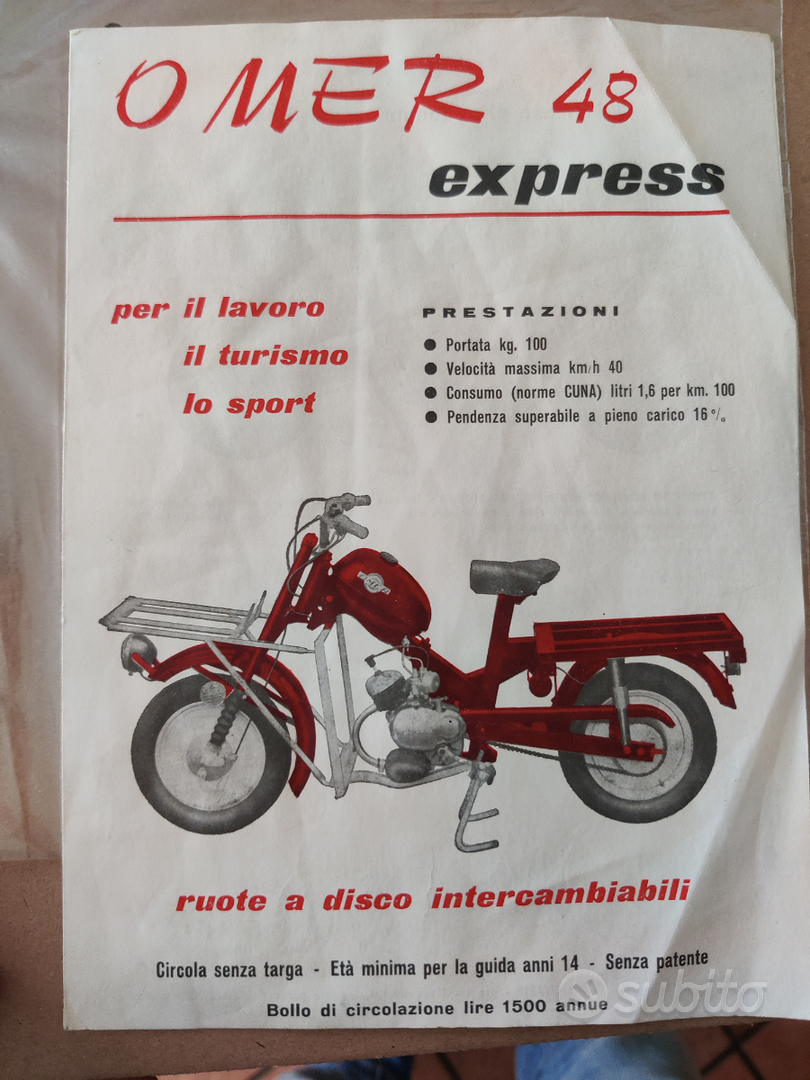 OMER 48
express
per il lavoro
il turismo
lo sport
PRESTAZIONI
● Portata kg. 100
● Velocità massima km/h 40
● Consumo (norme CUNA) litri 1,6 per km. 100
● Pendenza superabile a pieno carico 16 %
ruote a disco intercambiabili
Circola senza targa - Età minima per la guida anni 14 - Senza patente
Bollo di circolazione lire 1500 annue
subito